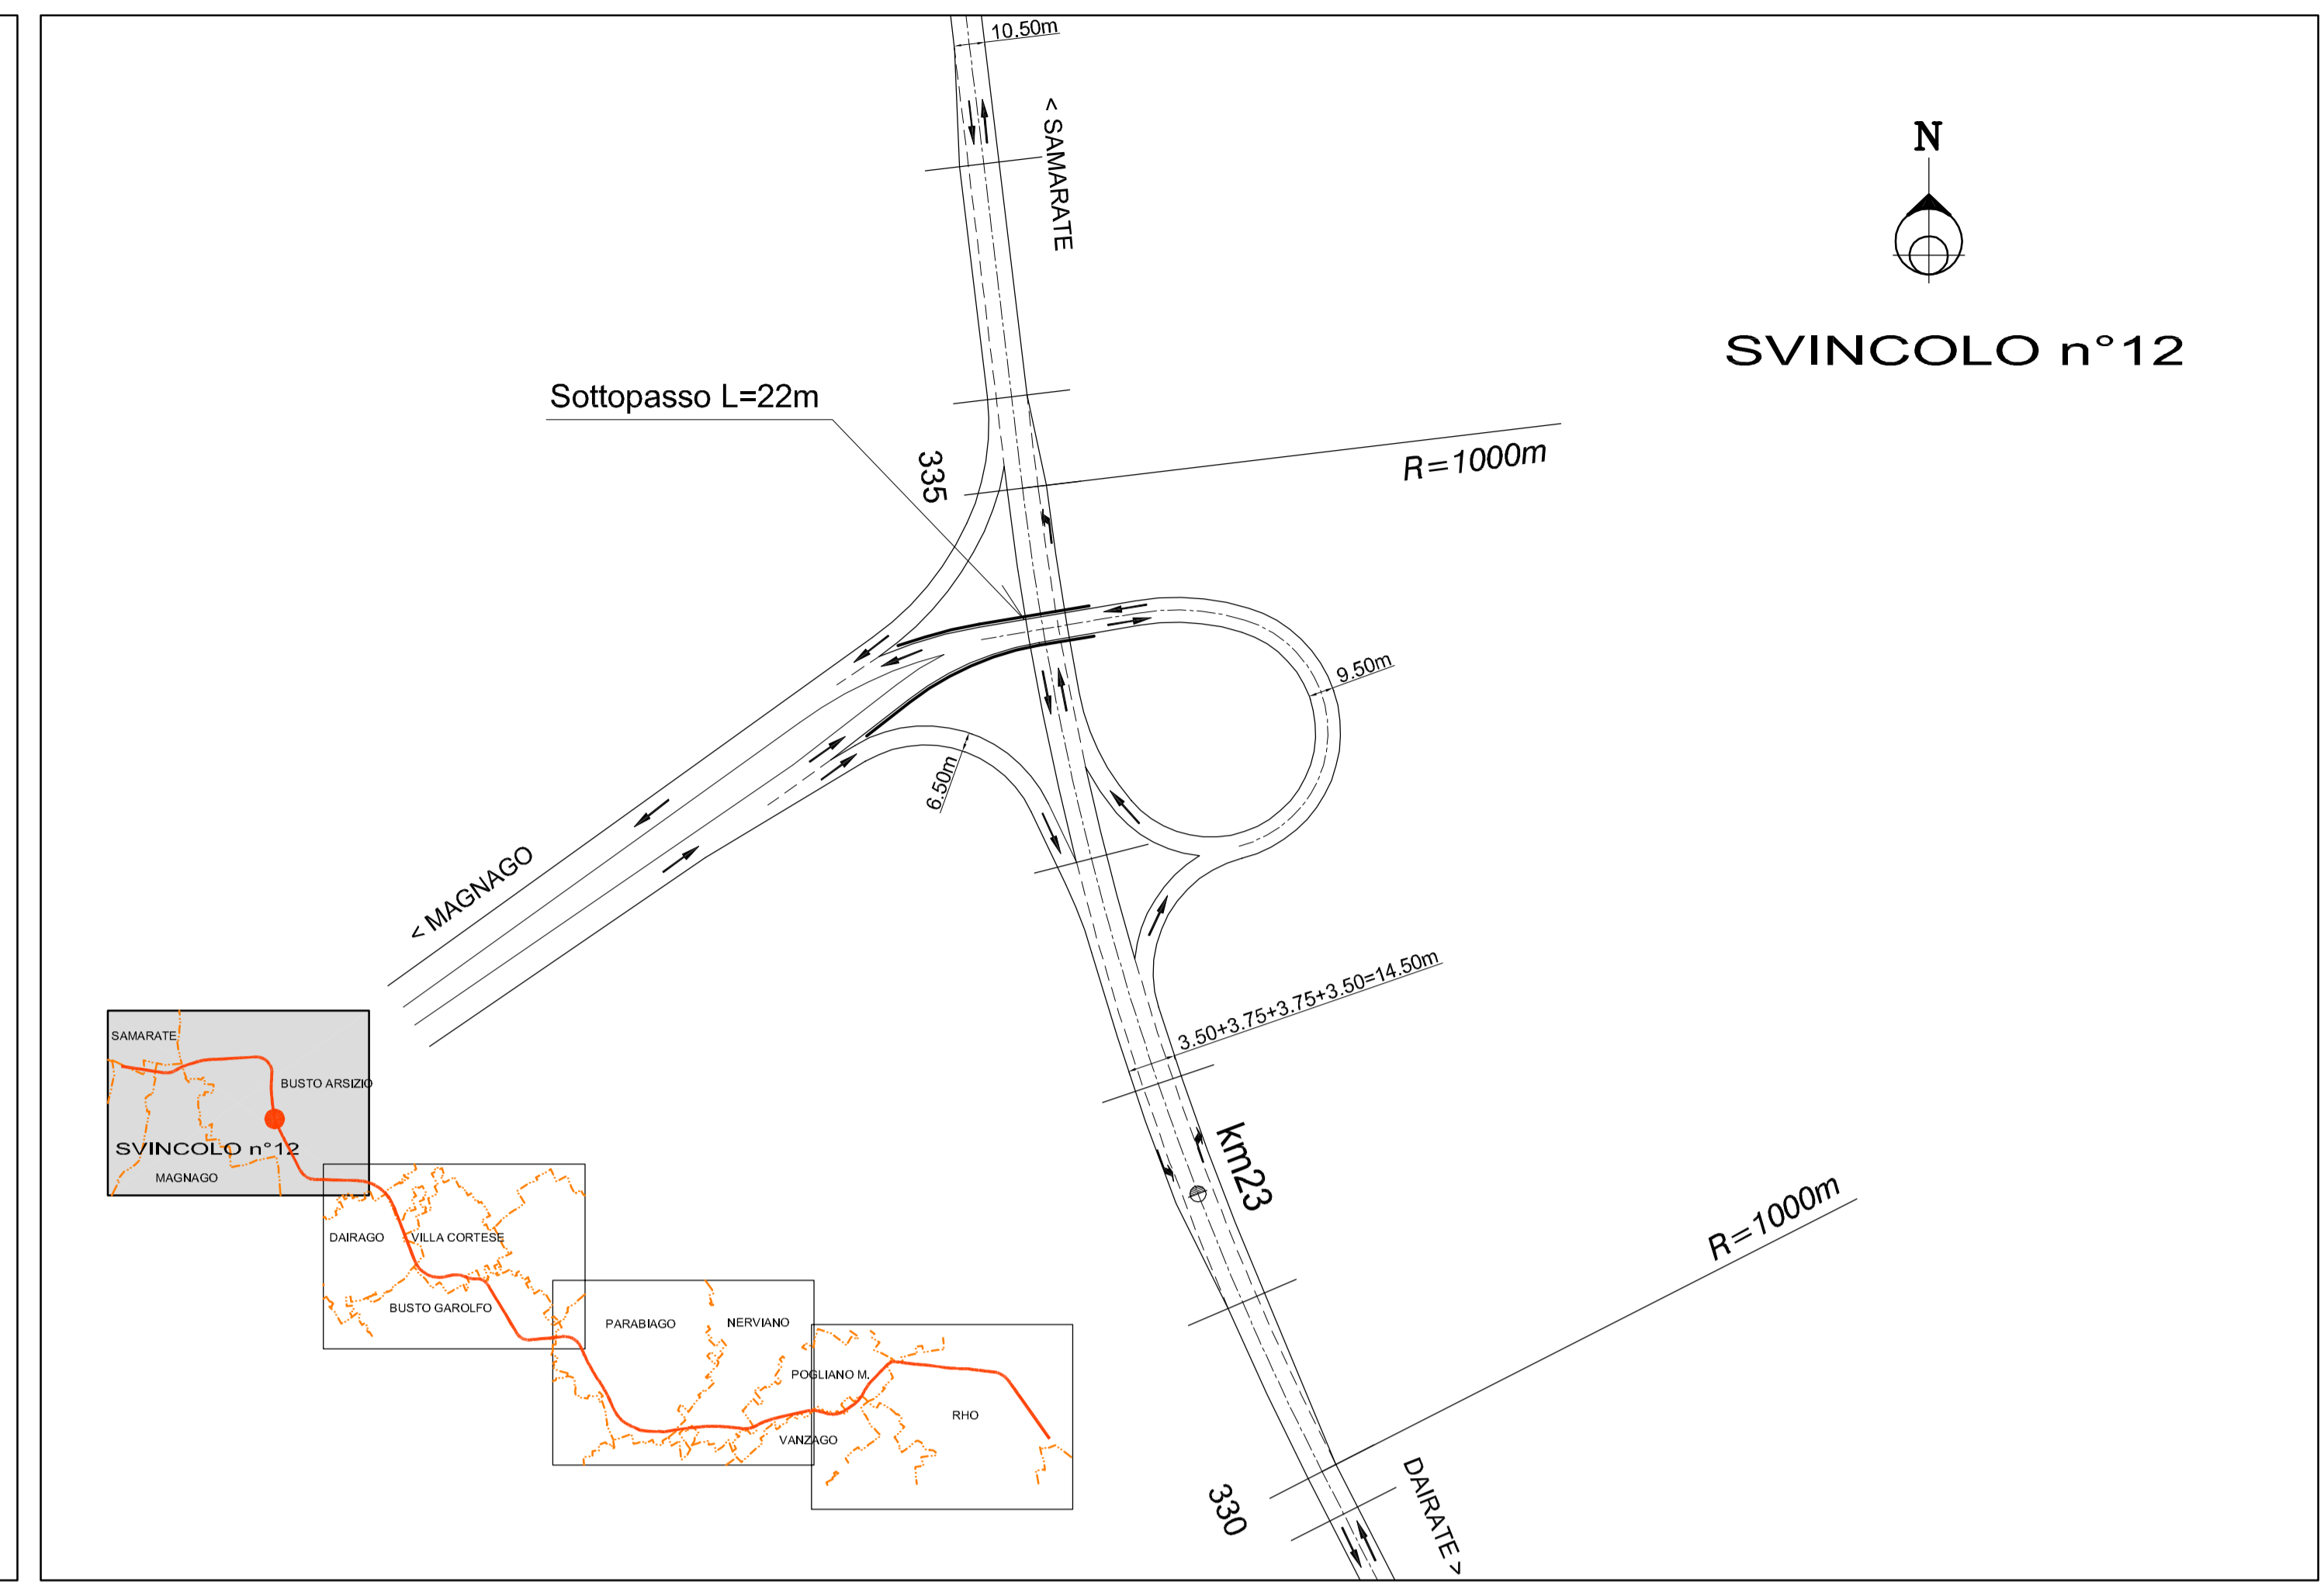 10.50m
< SAMARATE
N
SVINCOLO n°12
Sottopasso L=22m
335
R=1000m
9.50m
6.50m
< MAGNAGO
3.50+3.75+3.75+3.50=14.50m
km23
R=1000m
330
DAIRATE >
SAMARATE
BUSTO ARSIZIO
SVINCOLO n°12
MAGNAGO
DAIRAGO
VILLA CORTESE
BUSTO GAROLFO
PARABIAGO
NERVIANO
POGLIANO M.
VANZAGO
RHO